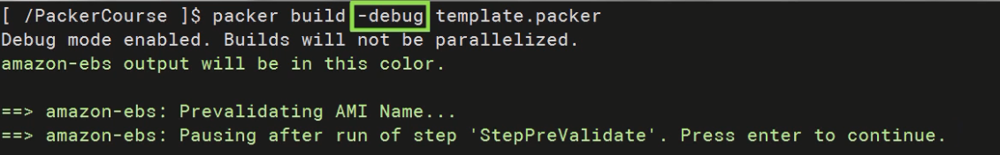 [ /PackerCourse ]$ packer build -debug template.packer
Debug mode enabled. Builds will not be parallelized.
amazon-ebs output will be in this color.
==> amazon-ebs: Prevalidating AMI Name...
==> amazon-ebs: Pausing after run of step 'StepPreValidate'. Press enter to continue.